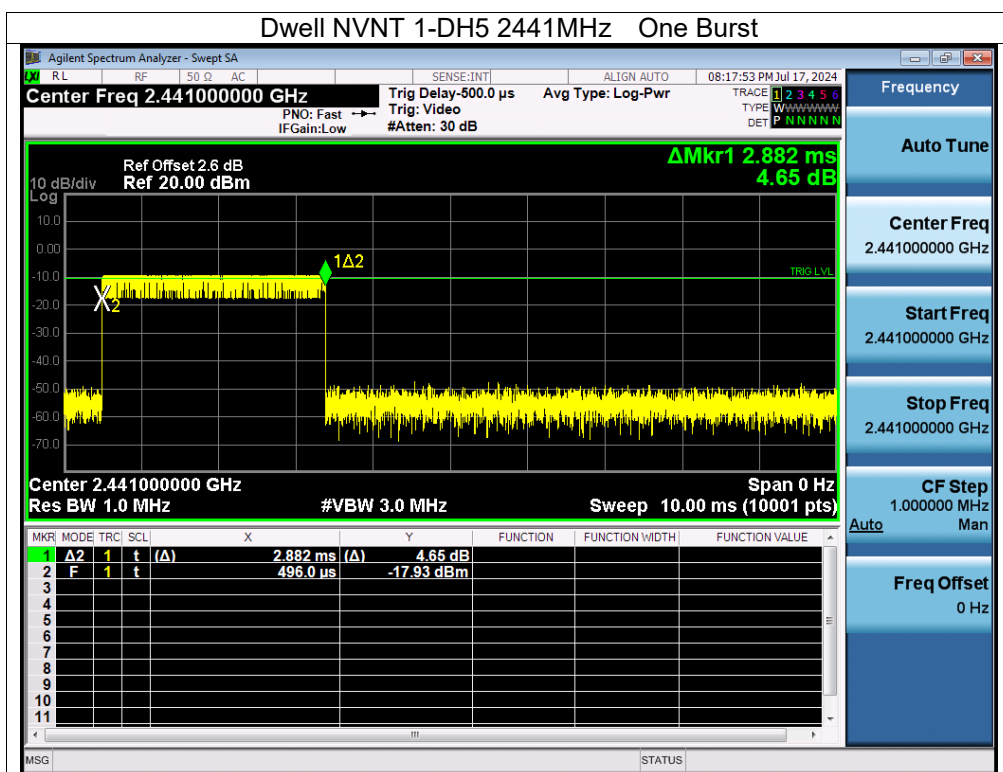 Dwell NVNT 1-DH5 2441MHz One Burst
Agilent Spectrum Analyzer - Swept SA
LXI RL RF 50 Ω AC SENSE:INT ALIGN AUTO 08:17:53 PM Jul 17, 2024
Center Freq 2.441000000 GHz Trig Delay-500.0 µs Avg Type: Log-Pwr TRACE 1 2 3 4 5 6
PNO: Fast Trig: Video TYPE WWWWWWW
IFGain:Low #Atten: 30 dB DET P N N N N N
ΔMkr1 2.882 ms
4.65 dB
Ref Offset 2.6 dB
10 dB/div Ref 20.00 dBm
Log
10.0
0.00
-10.0
-20.0
-30.0
-40.0
-50.0
-60.0
-70.0
1Δ2
TRIG LVL
2
Center 2.441000000 GHz Span 0 Hz
Res BW 1.0 MHz #VBW 3.0 MHz Sweep 10.00 ms (10001 pts)
MKR MODE TRC SCL X Y FUNCTION FUNCTION WIDTH FUNCTION VALUE
1 Δ2 1 t (Δ) 2.882 ms (Δ) 4.65 dB
2 F 1 t 496.0 µs -17.93 dBm
3
4
5
6
7
8
9
10
11
MSG STATUS
Frequency
Auto Tune
Center Freq
2.441000000 GHz
Start Freq
2.441000000 GHz
Stop Freq
2.441000000 GHz
CF Step
1.000000 MHz
Auto Man
Freq Offset
0 Hz